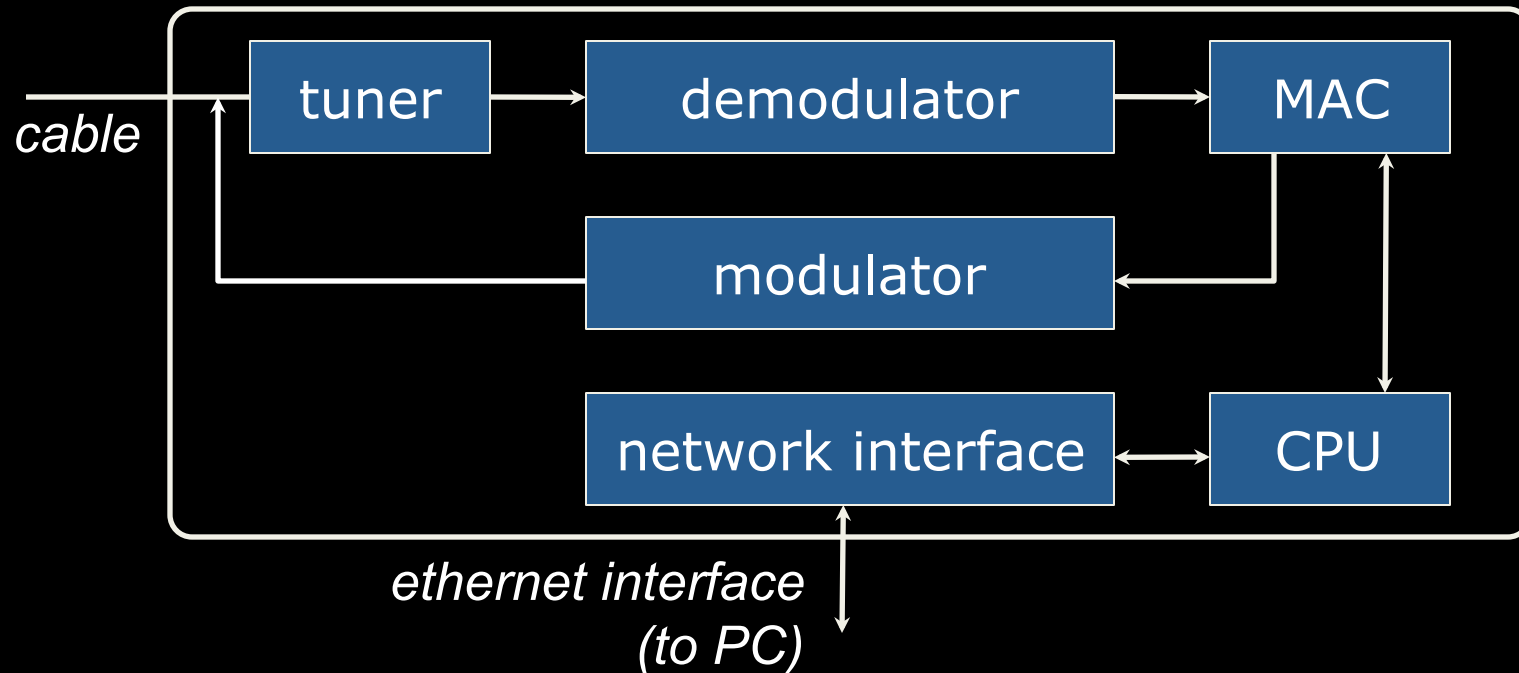 tuner
demodulator
MAC
cable
modulator
network interface
CPU
ethernet interface
(to PC)